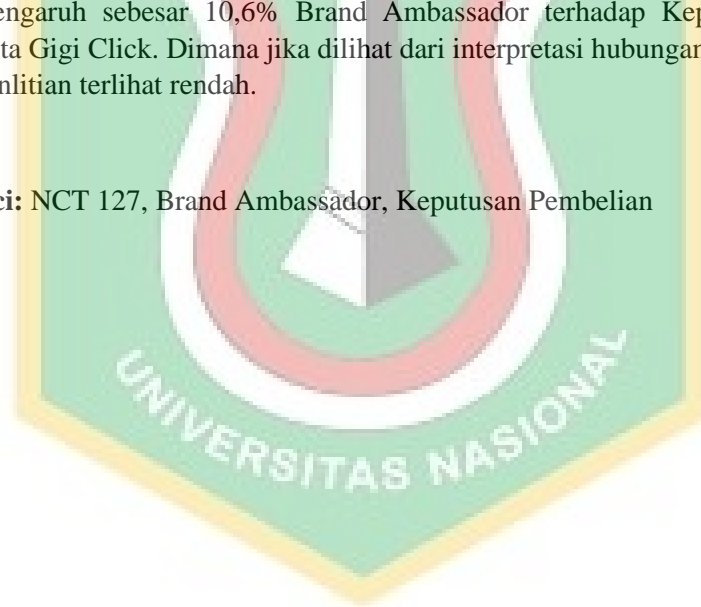 engaruh sebesar 10,6% Brand Ambassador terhadap Kep
ta Gigi Click. Dimana jika dilihat dari interpretasi hubungan
nlitian terlihat rendah.
ci: NCT 127, Brand Ambassador, Keputusan Pembelian
UNIVERSITAS NASIONAL